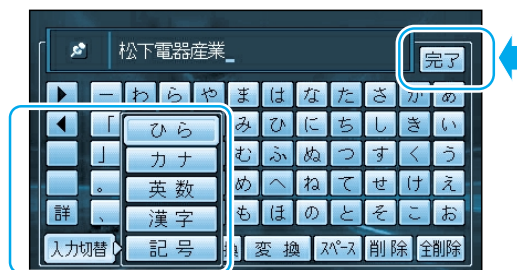 松下電器産業_
完了
ー わ ら や ま は な た さ か あ
「 み ひ に ち し き い
」 む ふ ぬ つ す く う
。 め へ ね て せ け え
詳 、 も ほ の と そ こ お
ひら
カナ
英数
漢字
記号
入力切替 変換 スペース 削除 全削除